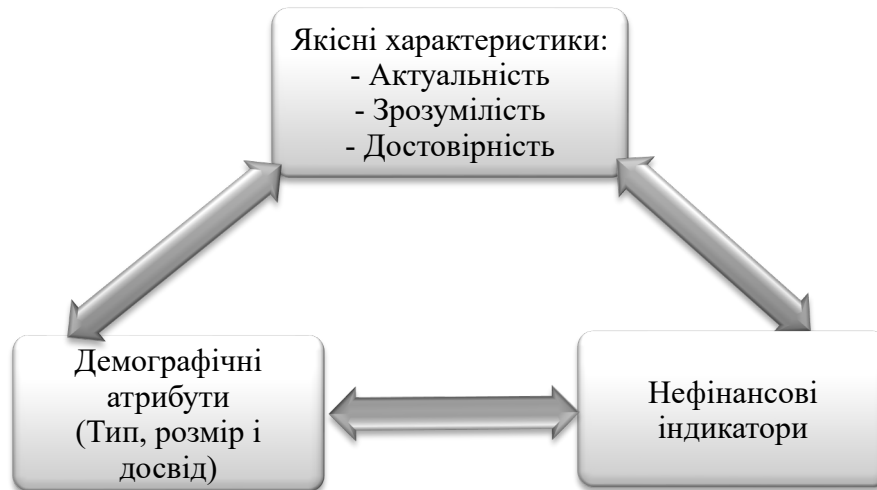 Якісні характеристики:
- Актуальність
- Зрозумілість
- Достовірність
Демографічні
атрибути
(Тип, розмір і
досвід)
Нефінансові
індикатори